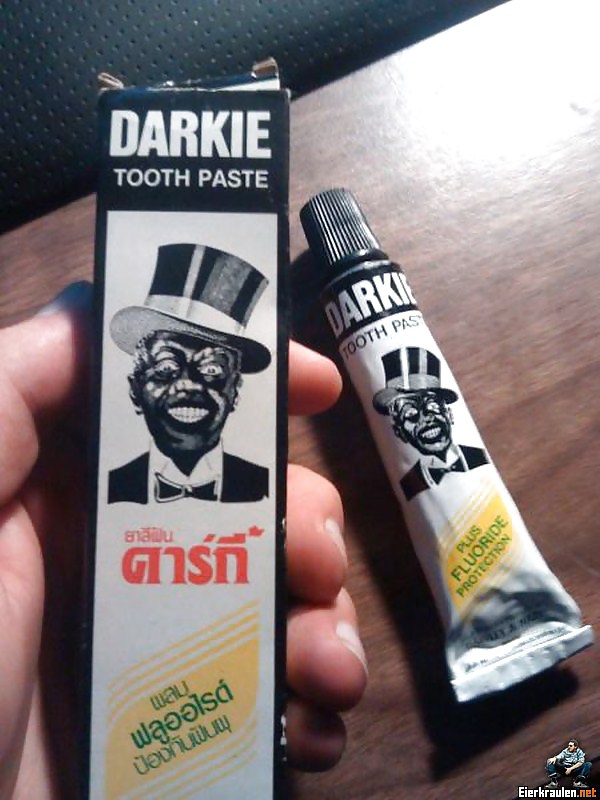 DARKIE
TOOTH PASTE
ยาสีฟัน
ดาร์กี้
ผสม
ฟลูออไรด์
ป้องกันฟันผุ
DARKIE
TOOTH PASTE
PLUS
FLUORIDE
PROTECTION
Eierkraulen.net